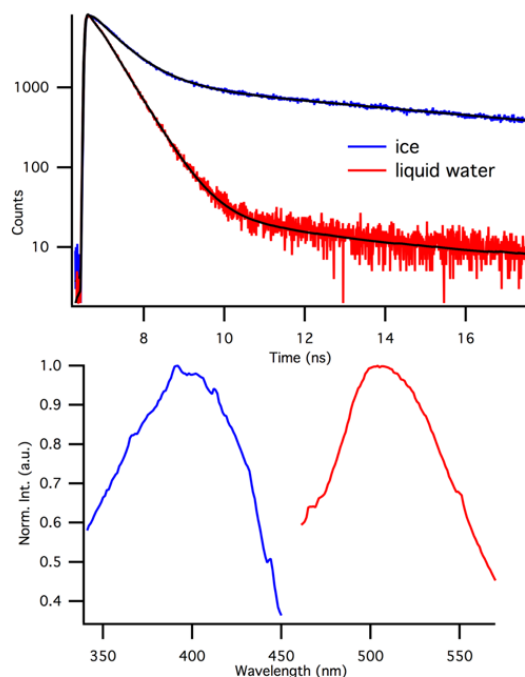 1000
100
10
Counts
ice
liquid water
8 10 12 14 16
Time (ns)
1.0
0.9
0.8
0.7
0.6
0.5
0.4
Norm. Int. (a.u.)
350 400 450 500 550
Wavelength (nm)